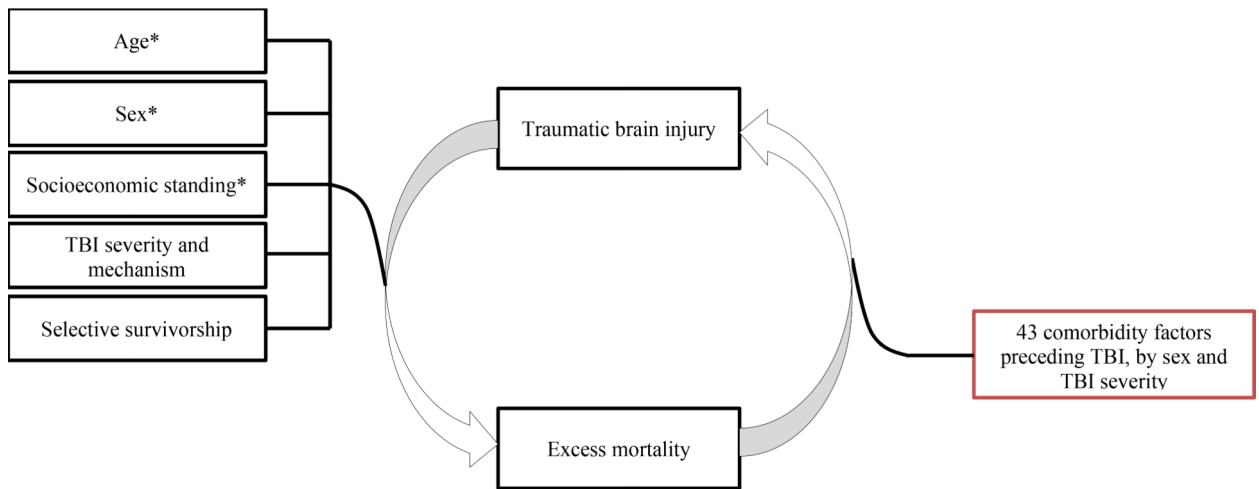 Age*
Sex*
Socioeconomic standing*
TBI severity and
mechanism
Selective survivorship
Traumatic brain injury
Excess mortality
43 comorbidity factors
preceding TBI, by sex and
TBI severity